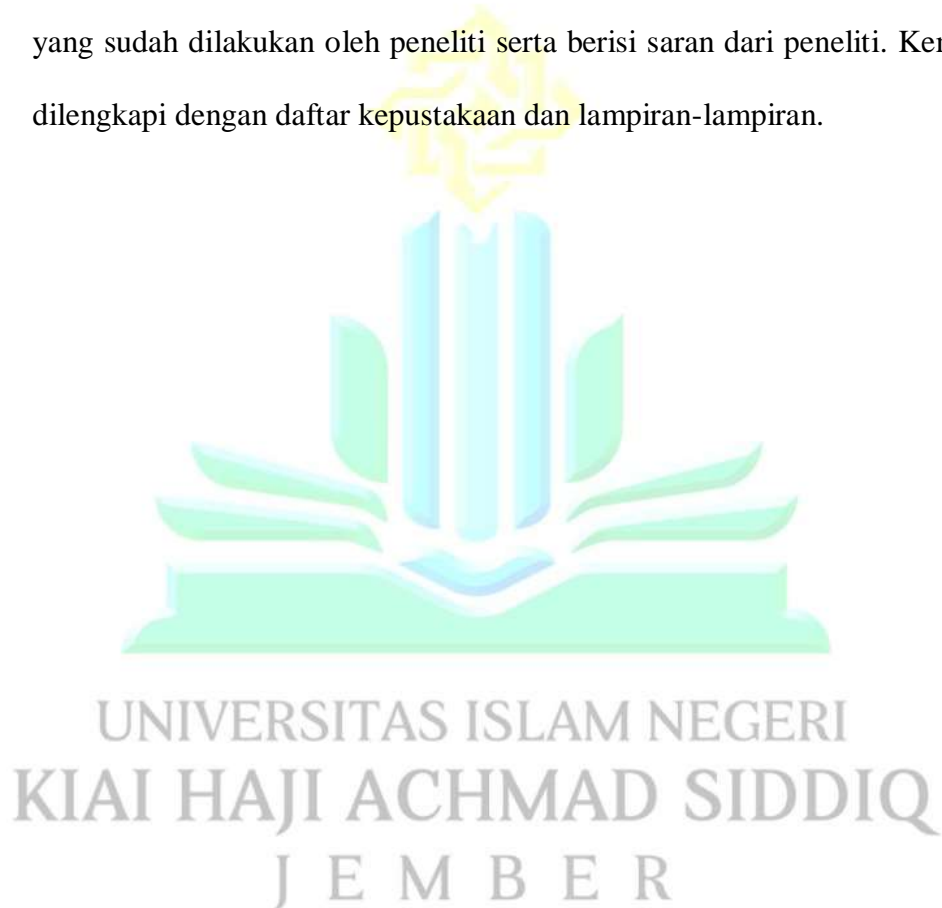 yang sudah dilakukan oleh peneliti serta berisi saran dari peneliti.
dilengkapi dengan daftar kepustakaan dan lampiran-lampiran.
UNIVERSITAS ISLAM NEGERI
KIAI HAJI ACHMAD SIDDIQ
JEMBER